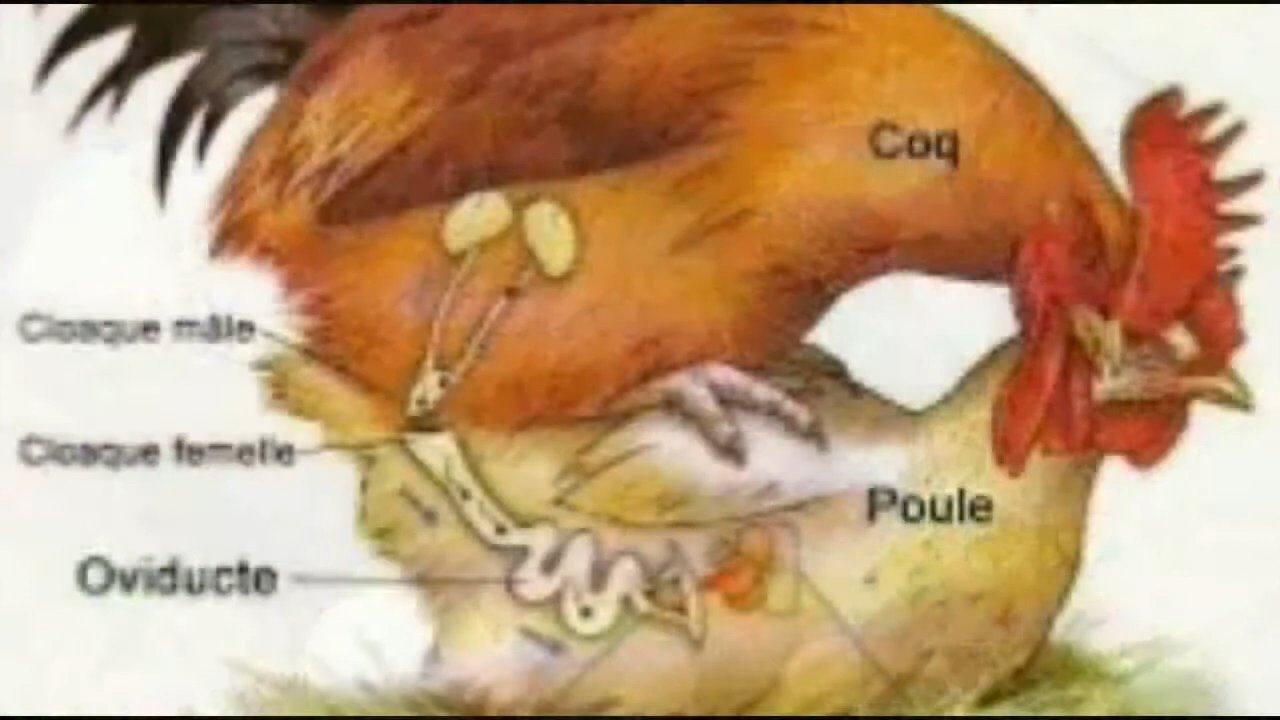 Coq
Cloaque mâle
Cloaque femelle
Poule
Oviducte